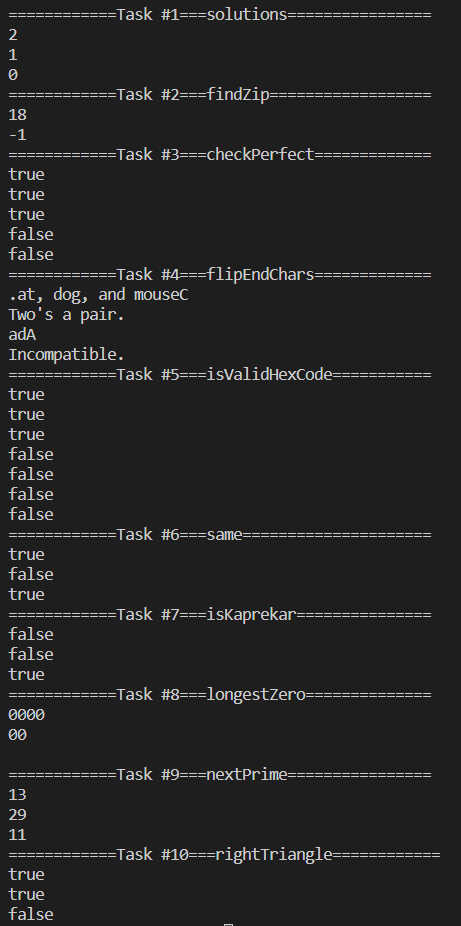 ============Task #1===solutions================
2
1
0
============Task #2===findZip==================
18
-1
============Task #3===checkPerfect=============
true
true
true
false
false
============Task #4===flipEndChars=============
.at, dog, and mouseC
Two's a pair.
adA
Incompatible.
============Task #5===isValidHexCode===========
true
true
true
false
false
false
false
============Task #6===same=====================
true
false
true
============Task #7===isKaprekar===============
false
false
true
============Task #8===longestZero==============
0000
00

============Task #9===nextPrime================
13
29
11
============Task #10===rightTriangle============
true
true
false